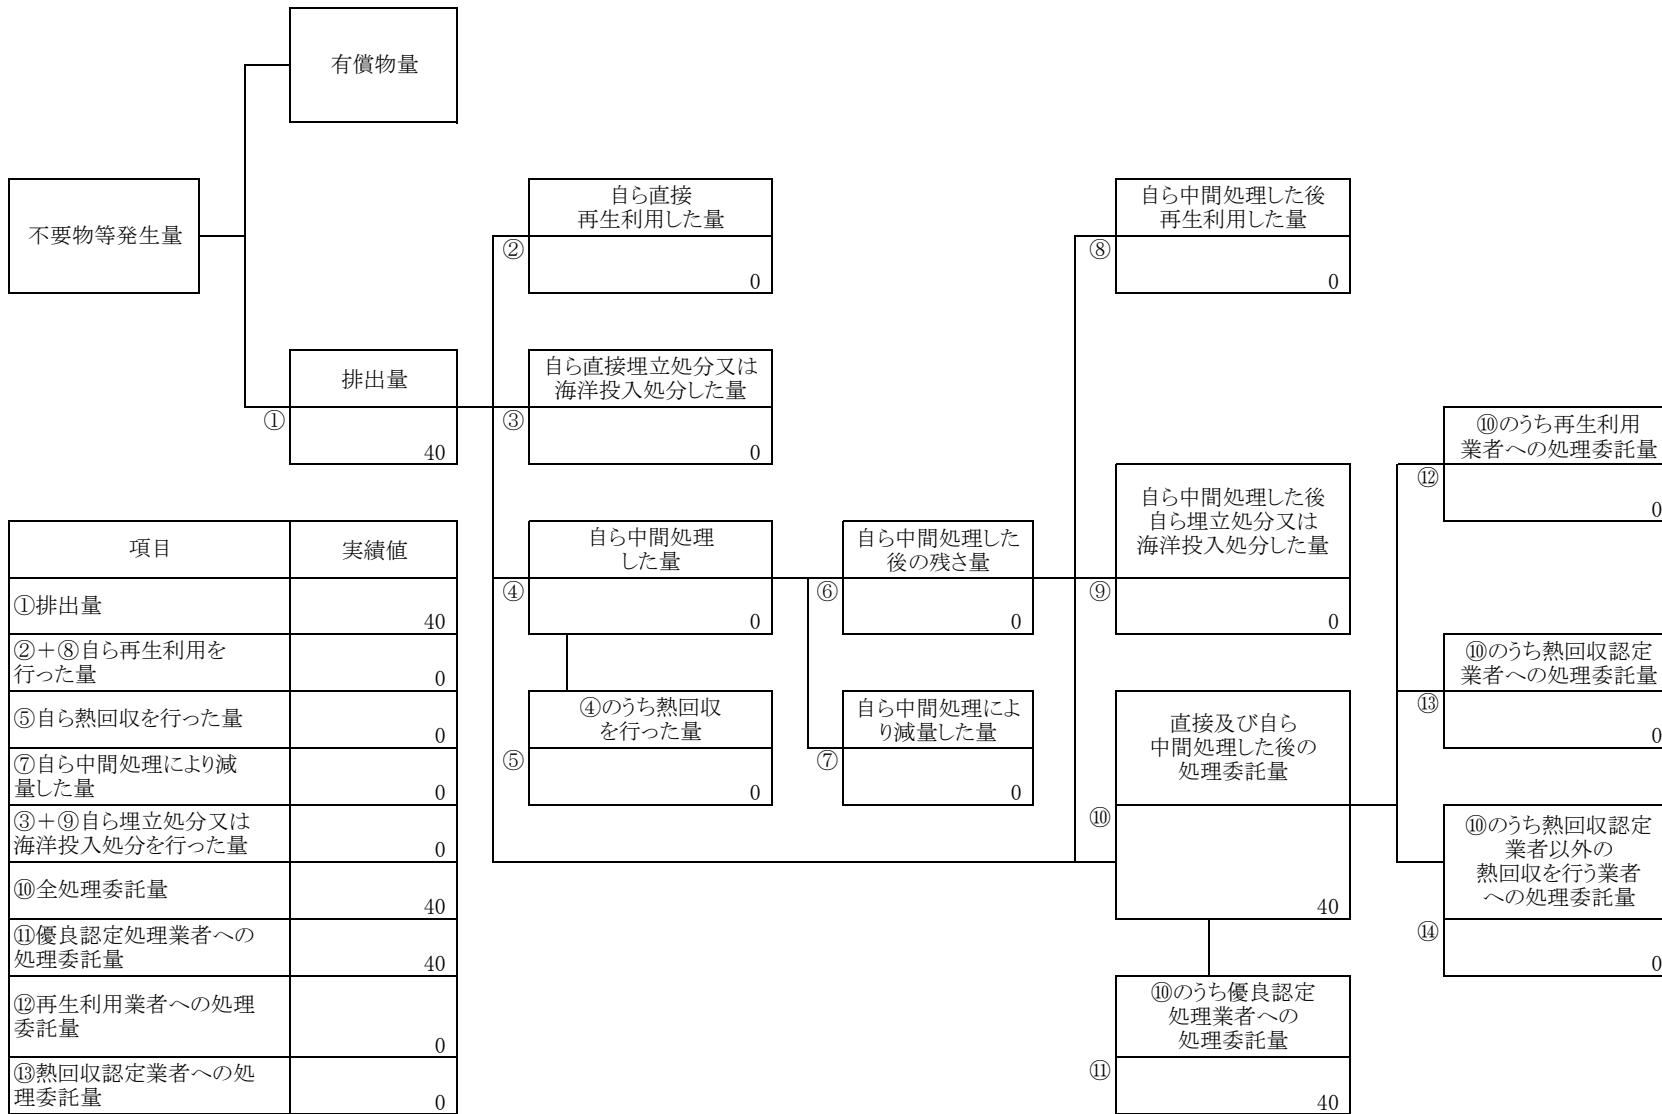 有償物量
不要物等発生量
自ら直接
再生利用した量
②
0
自ら中間処理した後
再生利用した量
⑧
0
排出量
①
40
自ら直接埋立処分又は
海洋投入処分した量
③
0
⑩のうち再生利用
業者への処理委託量
⑫
0
自ら中間処理した後
自ら埋立処分又は
海洋投入処分した量
⑨
0
自ら中間処理
した量
④
0
自ら中間処理した
後の残さ量
⑥
0
⑩のうち熱回収認定
業者への処理委託量
⑬
0
④のうち熱回収
を行った量
⑤
0
自ら中間処理によ
り減量した量
⑦
0
直接及び自ら
中間処理した後の
処理委託量
⑩
40
⑩のうち熱回収認定
業者以外の
熱回収を行う業者
への処理委託量
⑭
0
⑩のうち優良認定
処理業者への
処理委託量
⑪
40
項目 実績値
①排出量
40
②＋⑧自ら再生利用を
行った量
0
⑤自ら熱回収を行った量
0
⑦自ら中間処理により減
量した量
0
③＋⑨自ら埋立処分又は
海洋投入処分を行った量
0
⑩全処理委託量
40
⑪優良認定処理業者への
処理委託量
40
⑫再生利用業者への処理
委託量
0
⑬熱回収認定業者への処
理委託量
0